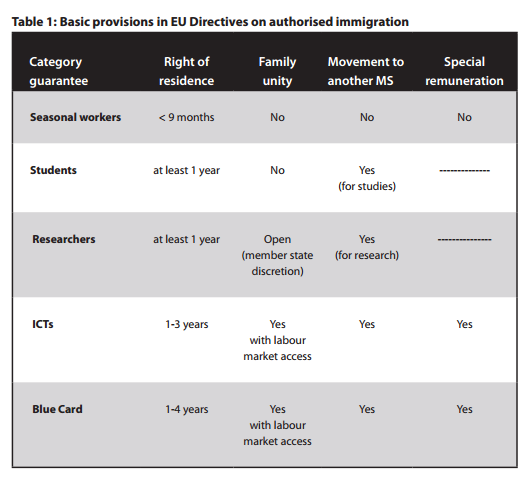 Table 1: Basic provisions in EU Directives on authorised immigration
Category guarantee Right of residence Family unity Movement to another MS Special remuneration
Seasonal workers < 9 months No No No
Students at least 1 year No Yes (for studies) --------------
Researchers at least 1 year Open (member state discretion) Yes (for research) ---------------
ICTs 1-3 years Yes with labour market access Yes Yes
Blue Card 1-4 years Yes with labour market access Yes Yes